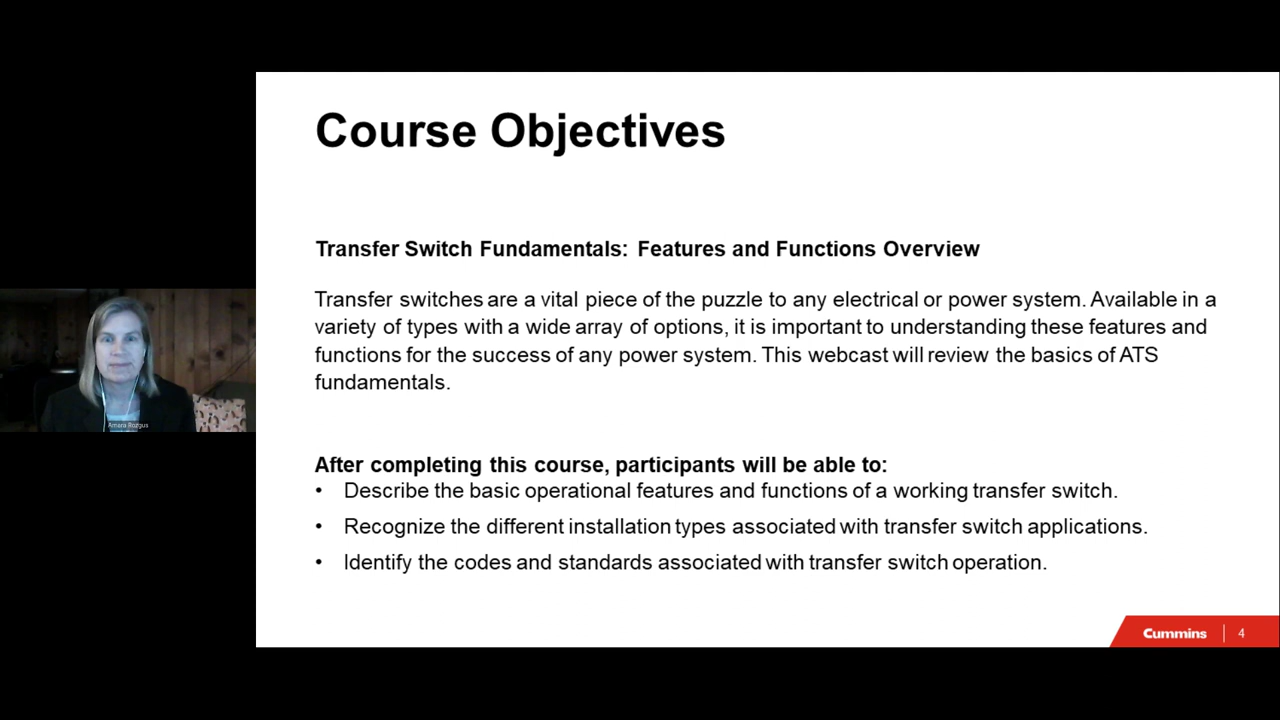 Course Objectives
Transfer Switch Fundamentals: Features and Functions Overview
Transfer switches are a vital piece of the puzzle to any electrical or power system. Available in a
variety of types with a wide array of options, it is important to understanding these features and
functions for the success of any power system. This webcast will review the basics of ATS
fundamentals.
After completing this course, participants will be able to:
• Describe the basic operational features and functions of a working transfer switch.
• Recognize the different installation types associated with transfer switch applications.
• Identify the codes and standards associated with transfer switch operation.
Amara Rozgus
Cummins | 4